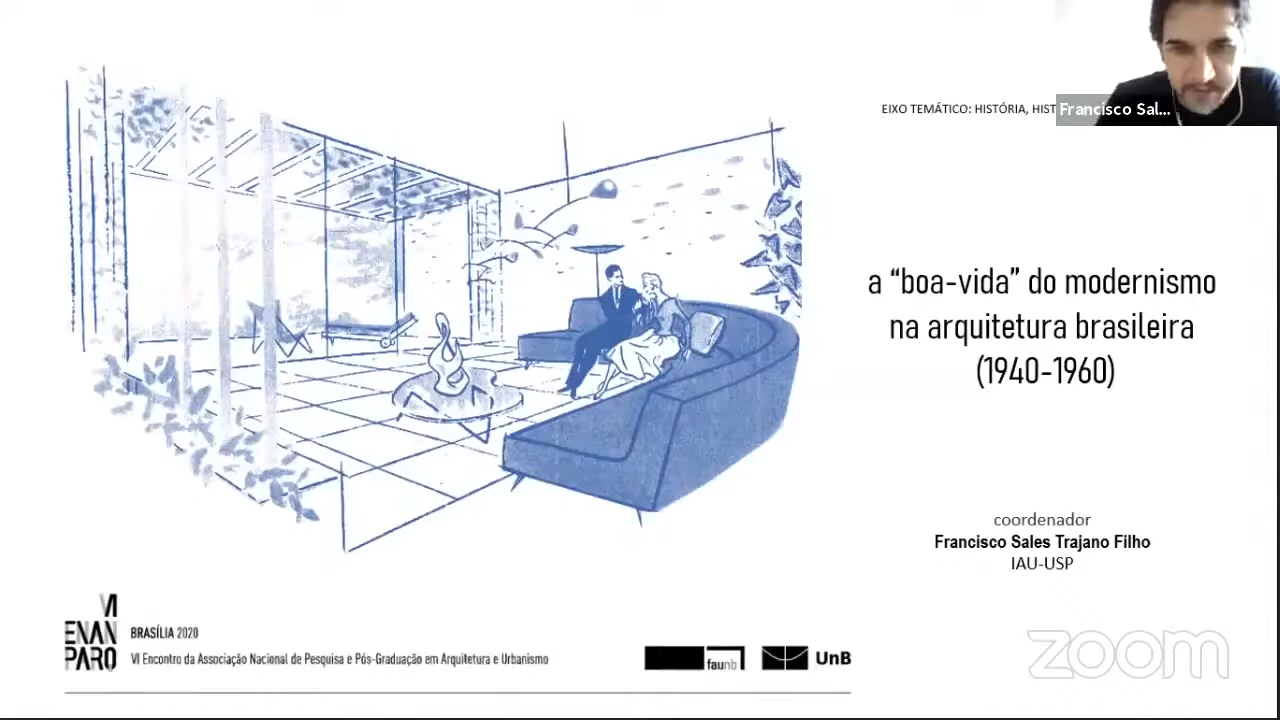 EIXO TEMÁTICO: HISTÓRIA, HIST
Francisco Sal...
a “boa-vida” do modernismo
na arquitetura brasileira
(1940-1960)
coordenador
Francisco Sales Trajano Filho
IAU-USP
VI
ENAN
PARQ
BRASÍLIA 2020
VI Encontro da Associação Nacional de Pesquisa e Pós-Graduação em Arquitetura e Urbanismo
faunb
UnB
zoom